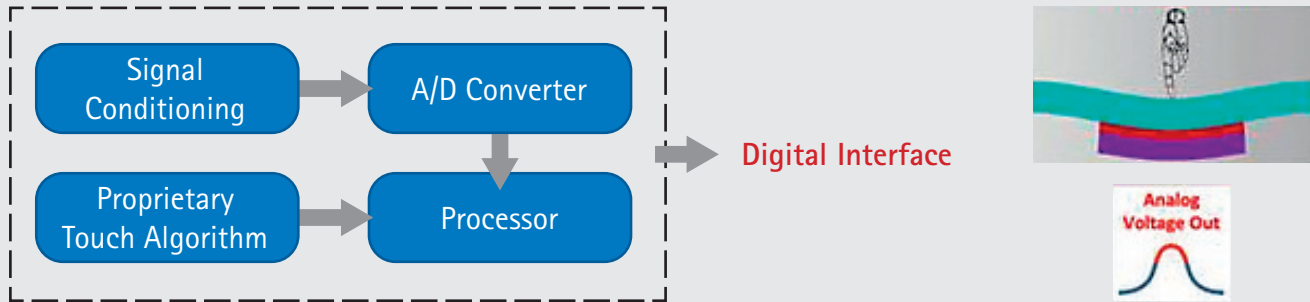 Signal
Conditioning
A/D Converter
Proprietary
Touch Algorithm
Processor
Digital Interface
Analog
Voltage Out